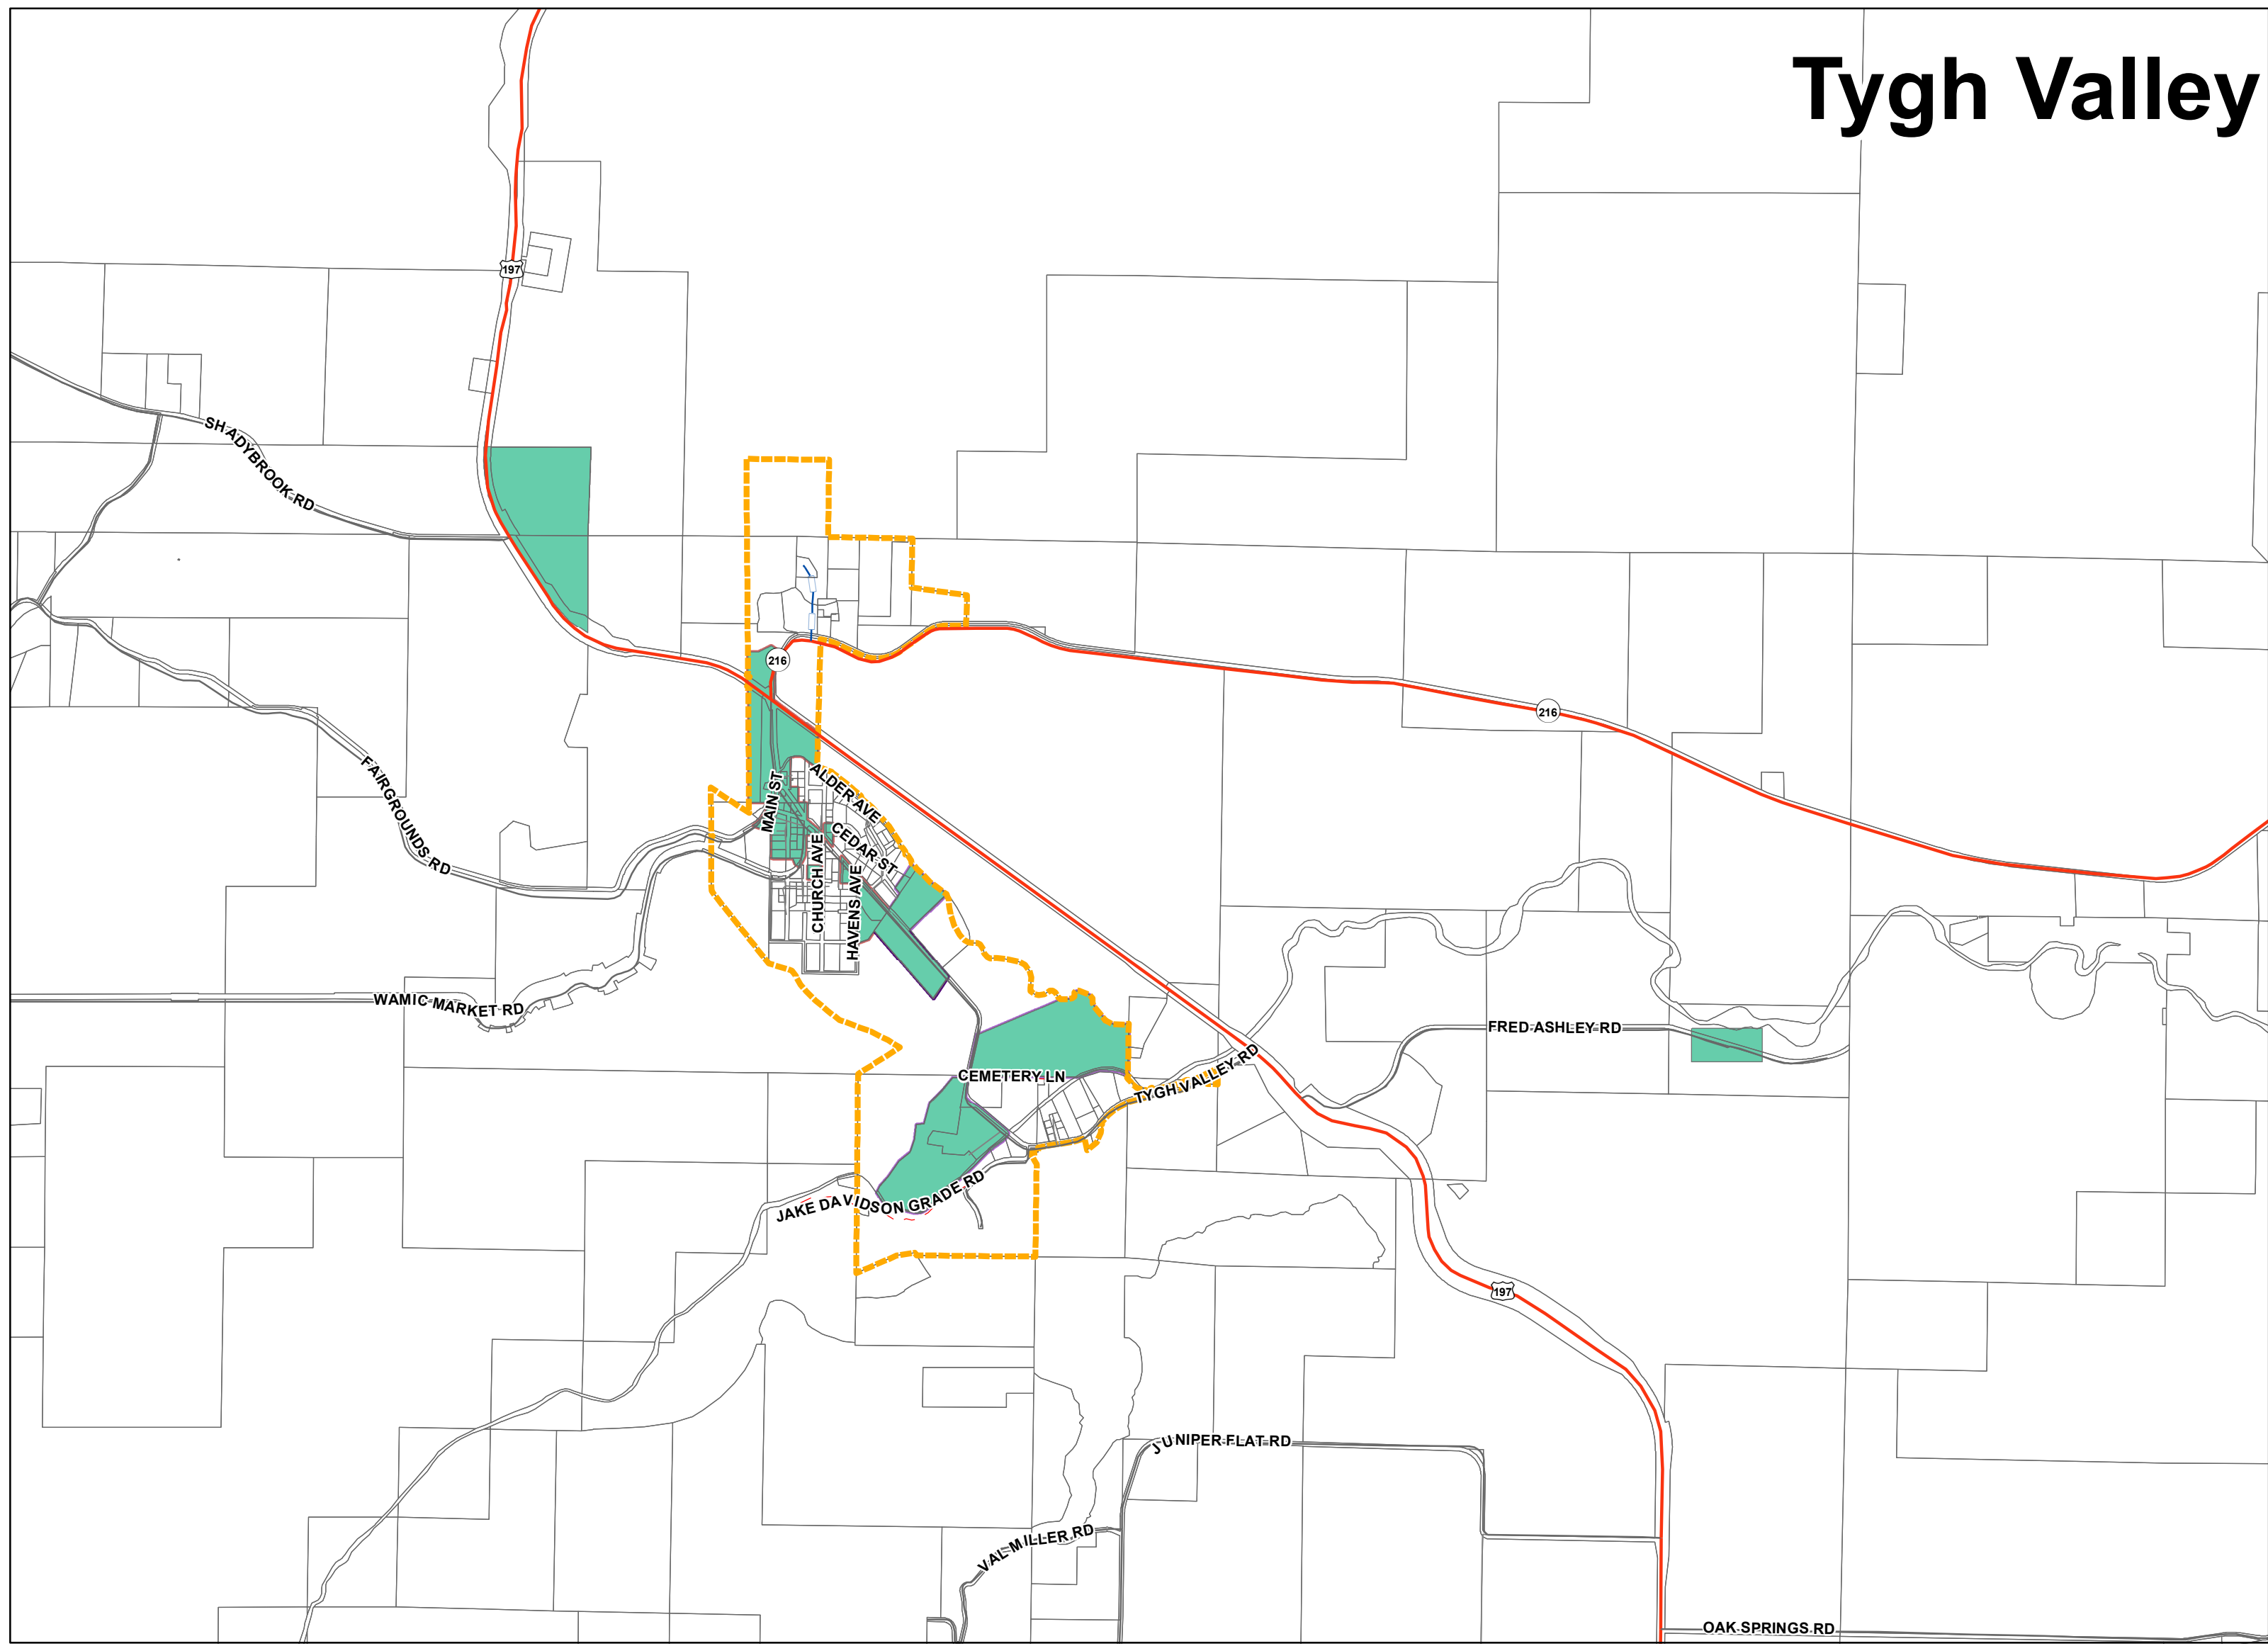 Tygh Valley
197
SHADYBROOK RD
216
216
FAIRGROUNDS RD
MAIN ST
ALDER AVE
CEDAR ST
CHURCH AVE
HAVENS AVE
WAMIC MARKET RD
FRED ASHLEY RD
CEMETERY LN
TYGH VALLEY RD
JAKE DAVIDSON GRADE RD
197
JUNIPER FLAT RD
VAL MILLER RD
OAK SPRINGS RD